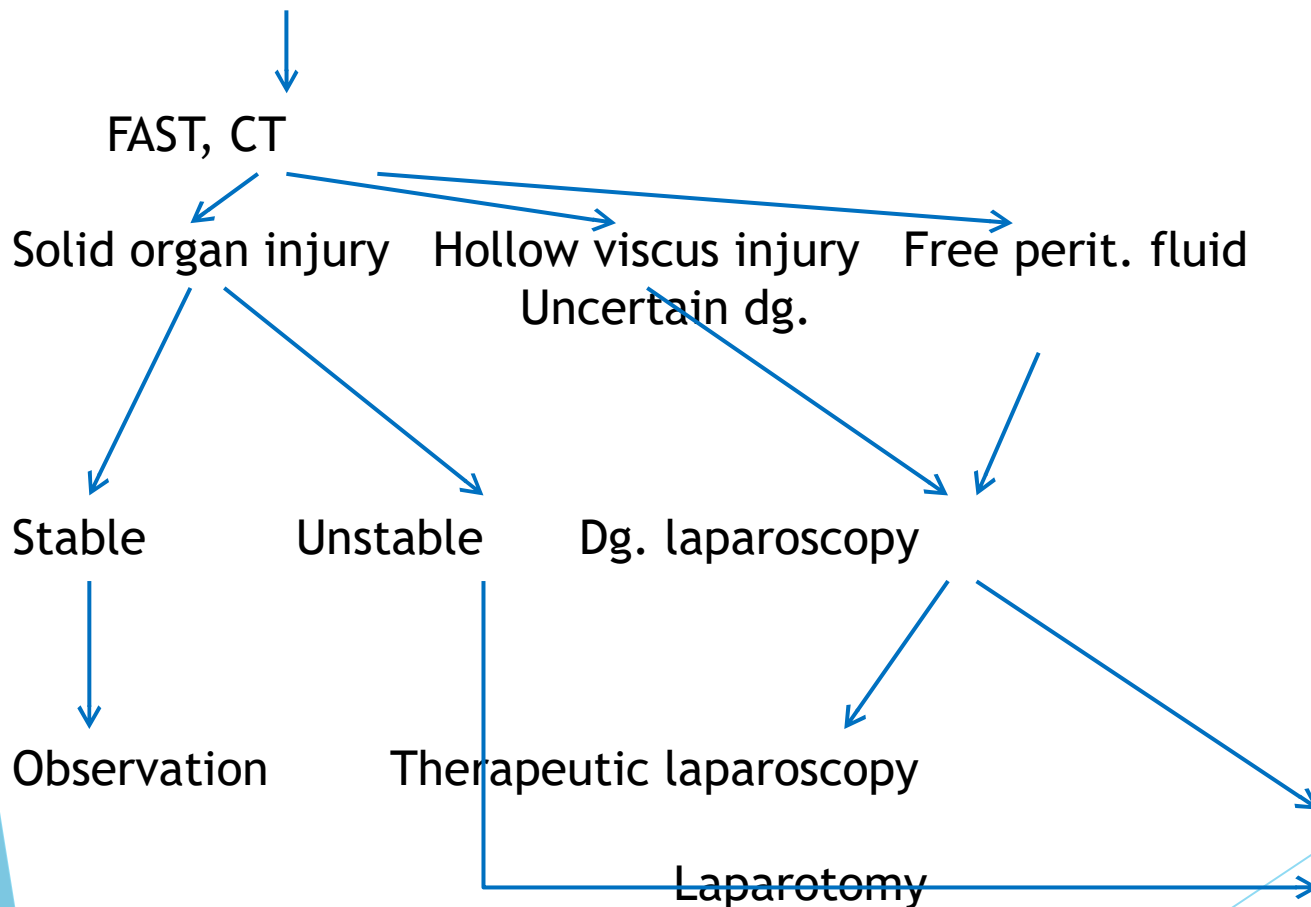 FAST, CT
Solid organ injury Hollow viscus injury Free perit. fluid
Uncertain dg.
Stable Unstable Dg. laparoscopy
Observation Therapeutic laparoscopy
Laparotomy